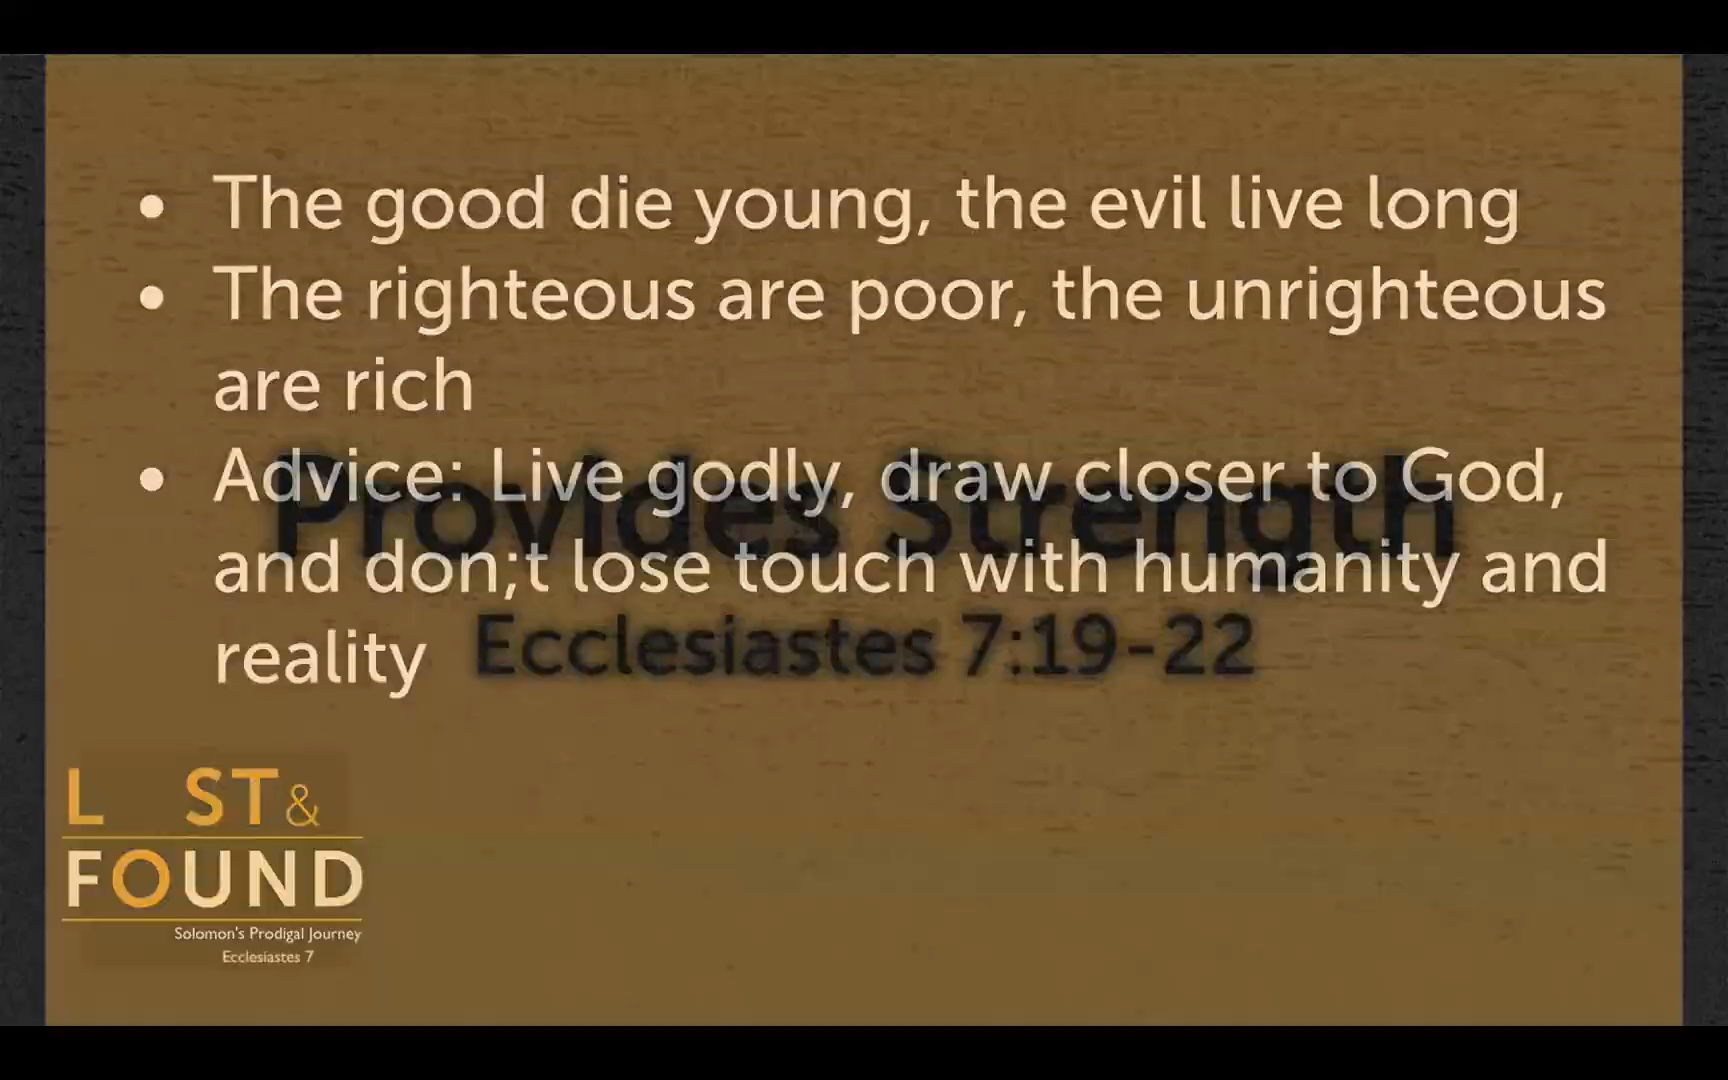 • The good die young, the evil live long
• The righteous are poor, the unrighteous
are rich
• Advice: Live godly, draw closer to God,
and don;t lose touch with humanity and
reality
Provides Strength
Ecclesiastes 7:19-22
L ST&
FOUND
Solomon's Prodigal Journey
Ecclesiastes 7